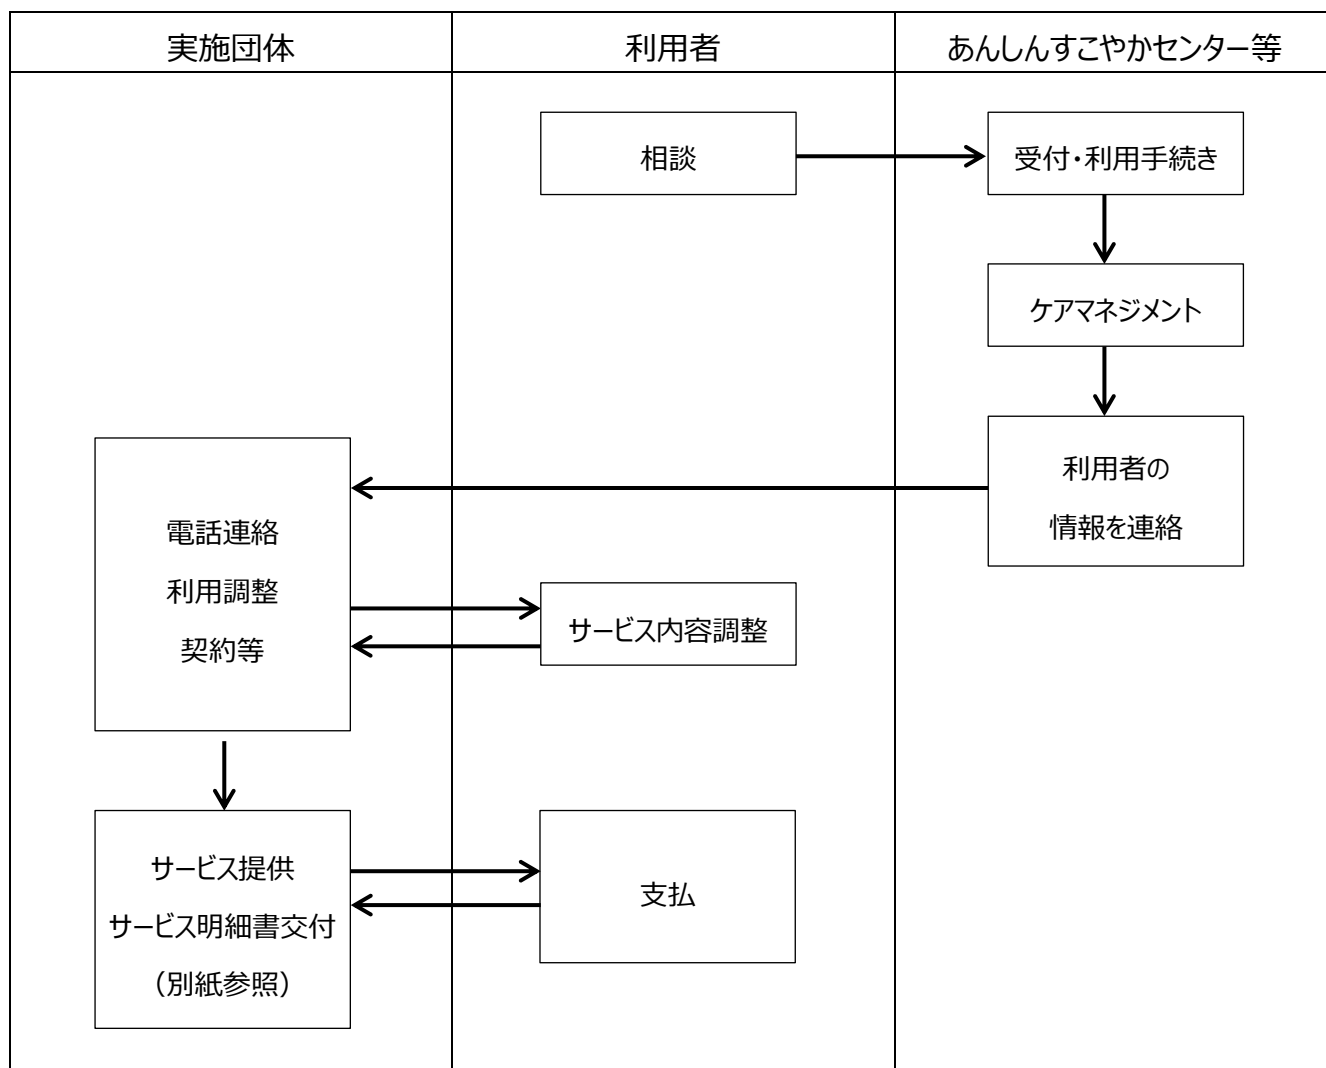 実施団体
利用者
あんしんすこやかセンター等
相談
受付・利用手続き
ケアマネジメント
利用者の
情報を連絡
電話連絡
利用調整
契約等
サービス内容調整
サービス提供
サービス明細書交付
（別紙参照）
支払